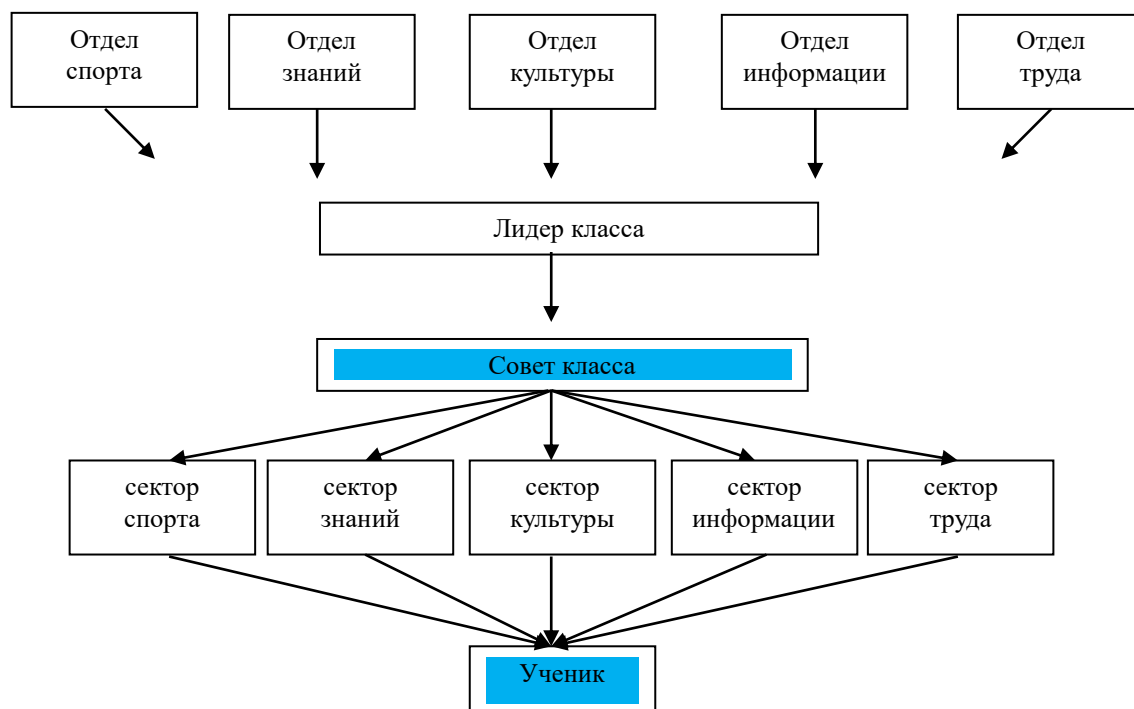 Отдел
спорта
Отдел
знаний
Отдел
культуры
Отдел
информации
Отдел
труда
Лидер класса
Совет класса
сектор
спорта
сектор
знаний
сектор
культуры
сектор
информации
сектор
труда
Ученик